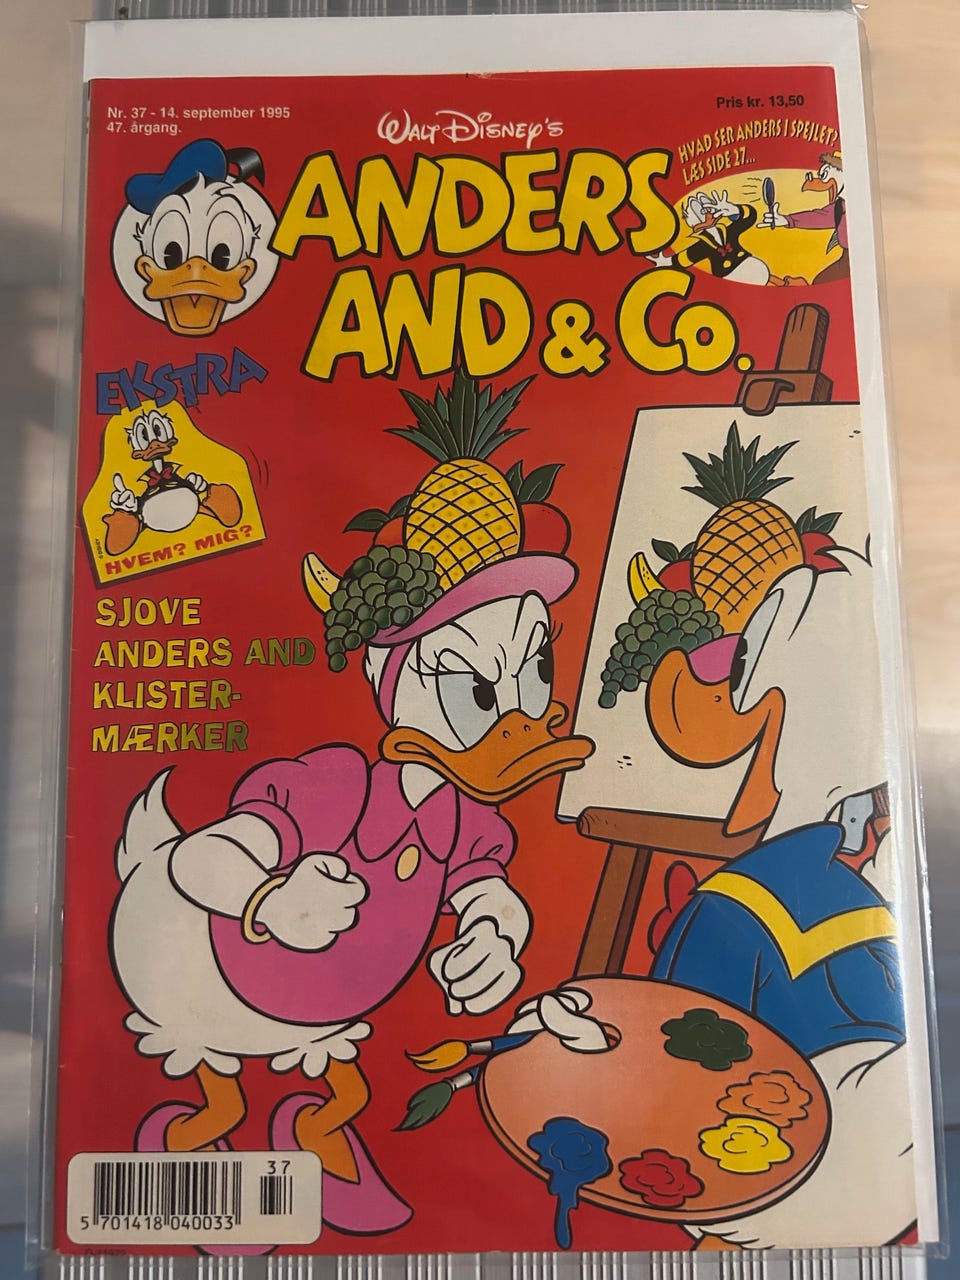 Nr. 37 - 14. september 1995
47. årgang.
Pris kr. 13,50
WALT DISNEY'S
ANDERS
AND & Co.
HVAD SER ANDERS I SPEJLET?
LÆS SIDE 27...
EKSTRA
©DISNEY
HVEM? MIG?
SJOVE
ANDERS AND
KLISTER-
MÆRKER
37
5 701418 040033